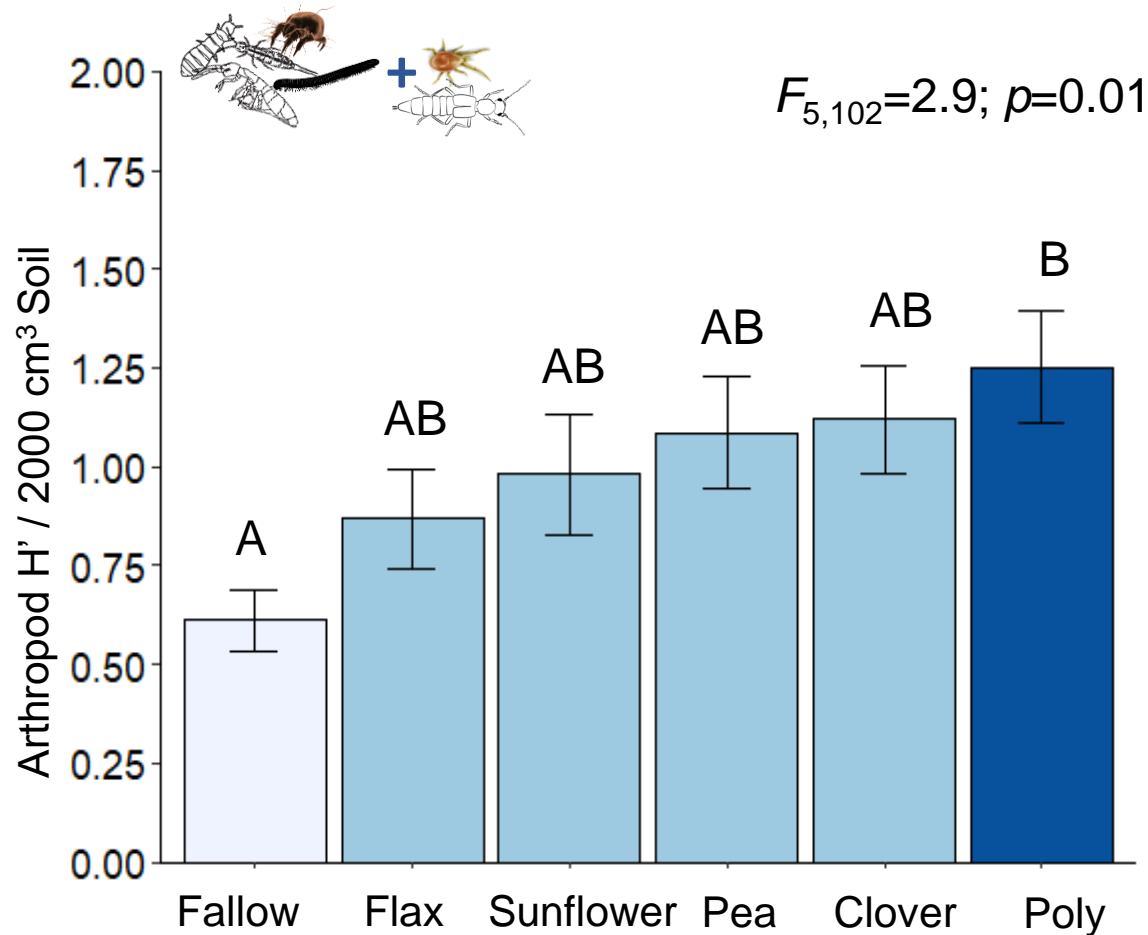 F5,102=2.9; p=0.01
Arthropod H' / 2000 cm³ Soil
2.00
1.75
1.50
1.25
1.00
0.75
0.50
0.25
0.00
A
AB
AB
AB
AB
B
Fallow Flax Sunflower Pea Clover Poly